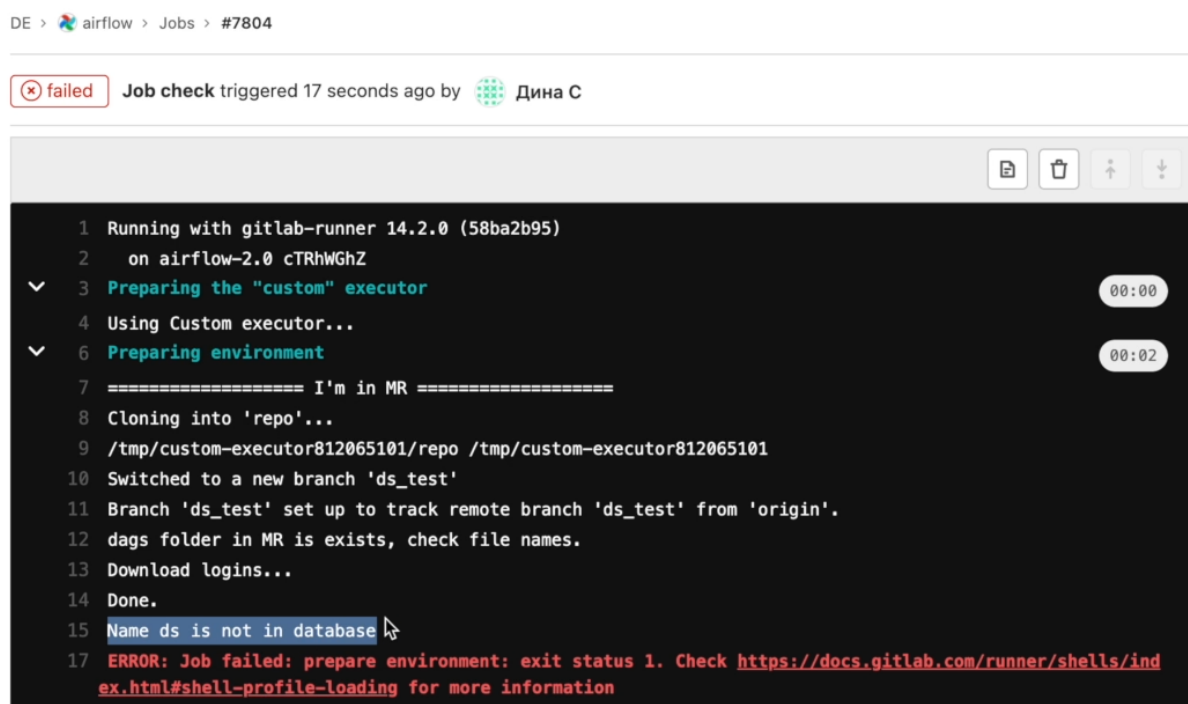 DE > airflow > Jobs > #7804
failed Job check triggered 17 seconds ago by Дина С
1 Running with gitlab-runner 14.2.0 (58ba2b95)
2 on airflow-2.0 cTRhWGhZ
3 Preparing the "custom" executor 00:00
4 Using Custom executor...
6 Preparing environment 00:02
7 =================== I'm in MR ===================
8 Cloning into 'repo'...
9 /tmp/custom-executor812065101/repo /tmp/custom-executor812065101
10 Switched to a new branch 'ds_test'
11 Branch 'ds_test' set up to track remote branch 'ds_test' from 'origin'.
12 dags folder in MR is exists, check file names.
13 Download logins...
14 Done.
15 Name ds is not in database
17 ERROR: Job failed: prepare environment: exit status 1. Check https://docs.gitlab.com/runner/shells/ind
ex.html#shell-profile-loading for more information